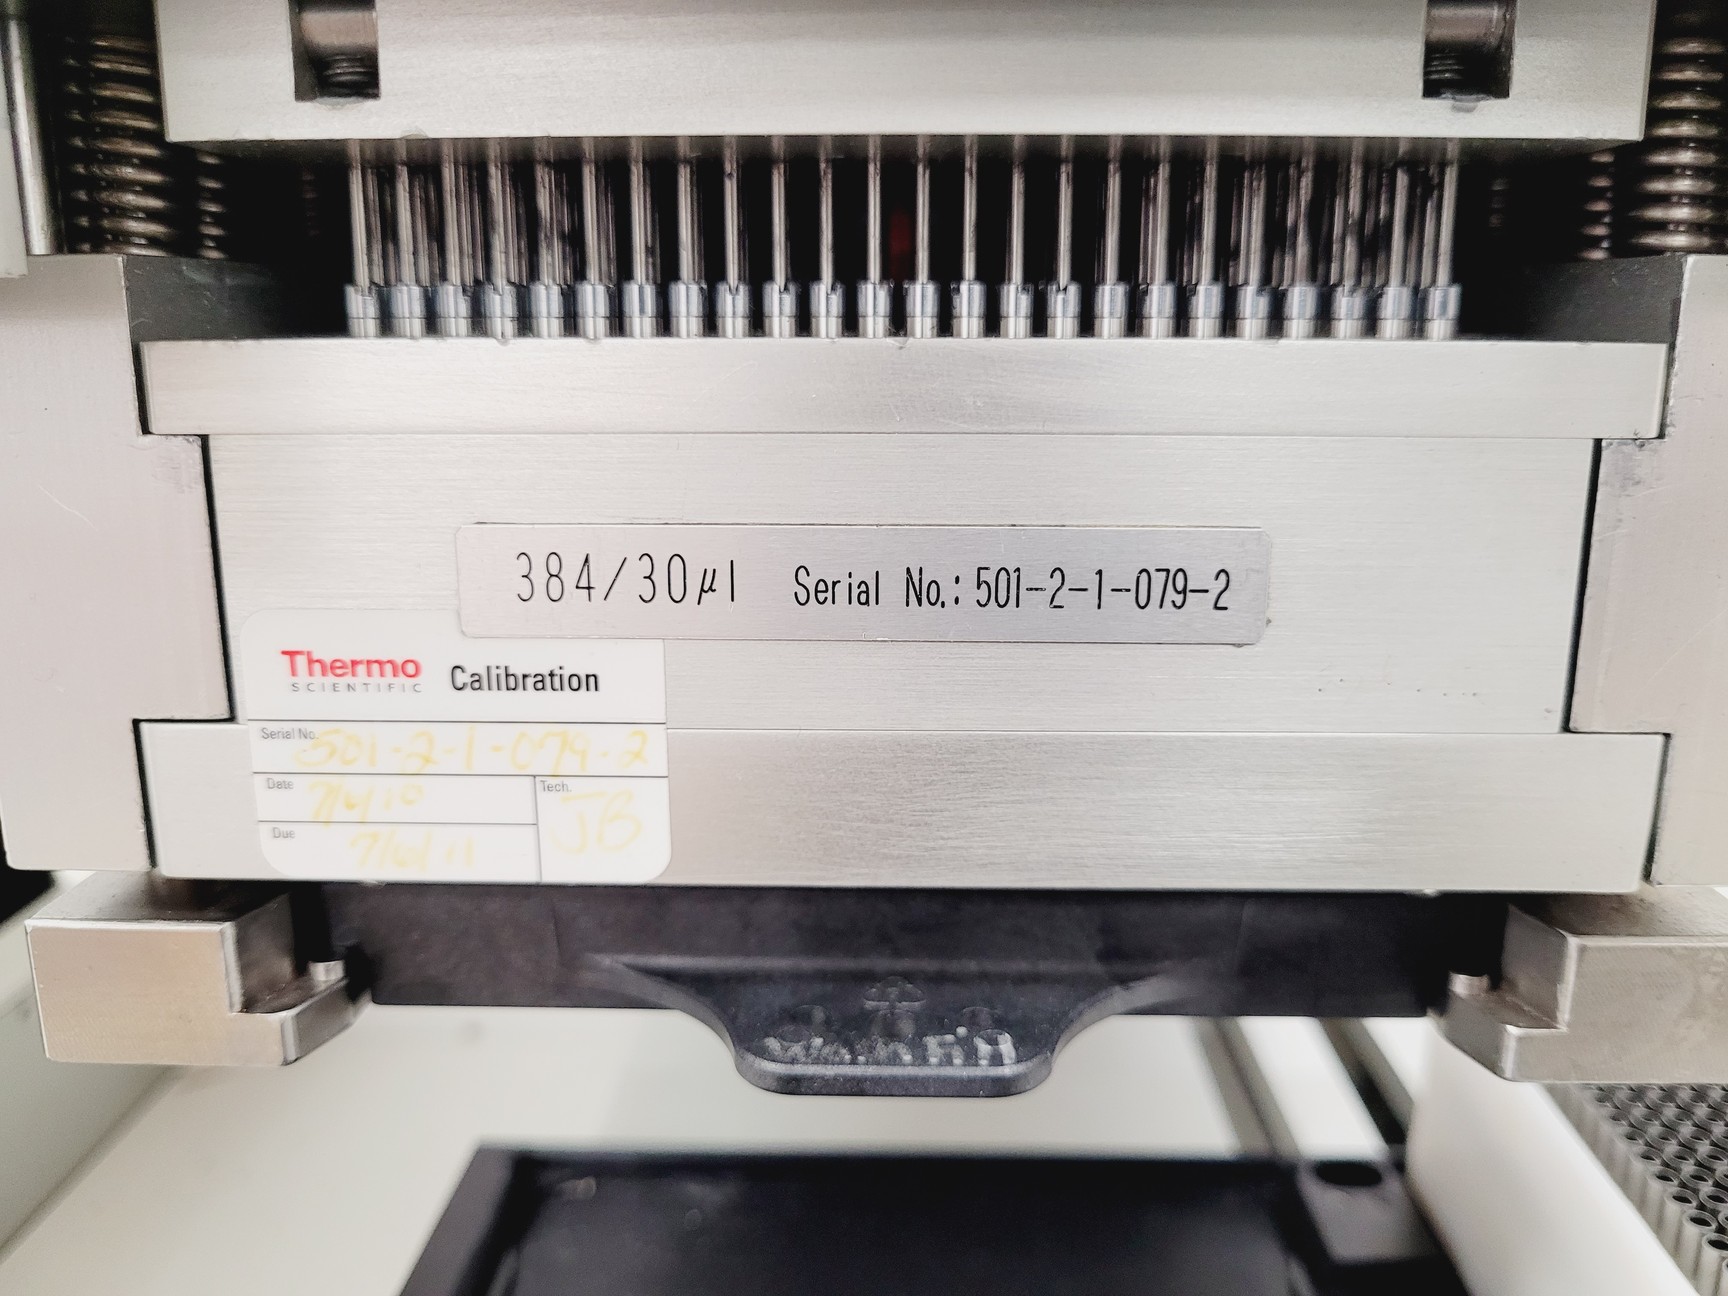 384/30µl Serial No.: 501-2-1-079-2
Thermo Calibration
SCIENTIFIC
Serial No. 501-2-1-079-2
Date
Tech. JB
Due